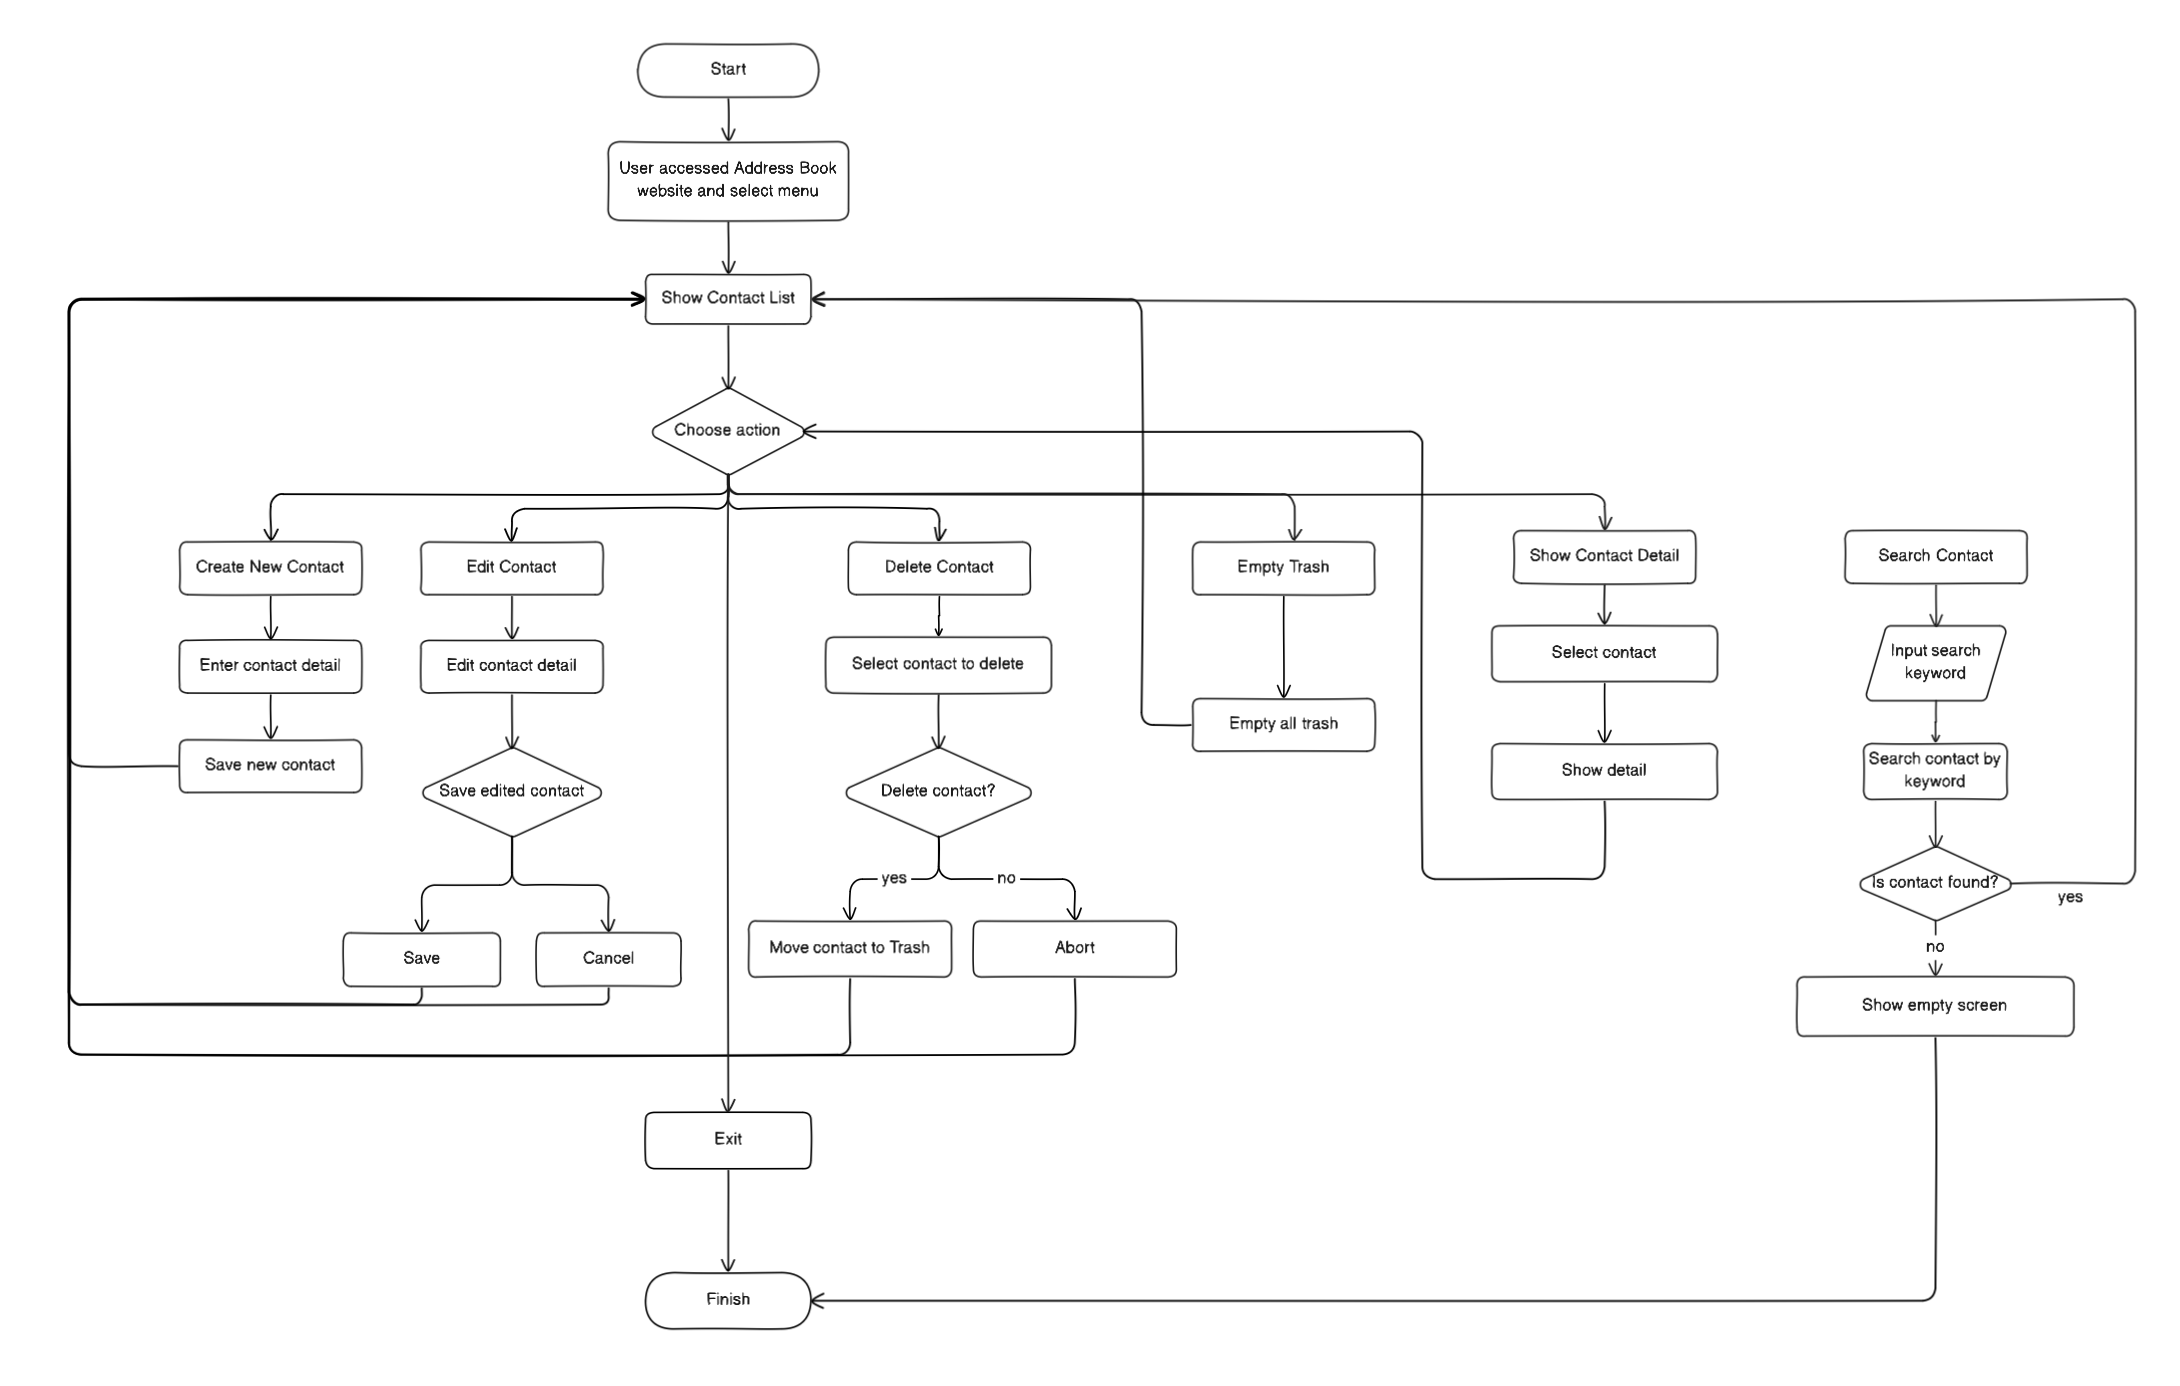 Start
User accessed Address Book
website and select menu
Show Contact List
Choose action
Create New Contact
Edit Contact
Delete Contact
Empty Trash
Show Contact Detail
Search Contact
Enter contact detail
Edit contact detail
Select contact to delete
Select contact
Input search
keyword
Save new contact
Save edited contact
Delete contact?
Empty all trash
Show detail
Search contact by
keyword
yes
no
Is contact found?
yes
Save
Cancel
Move contact to Trash
Abort
no
Show empty screen
Exit
Finish